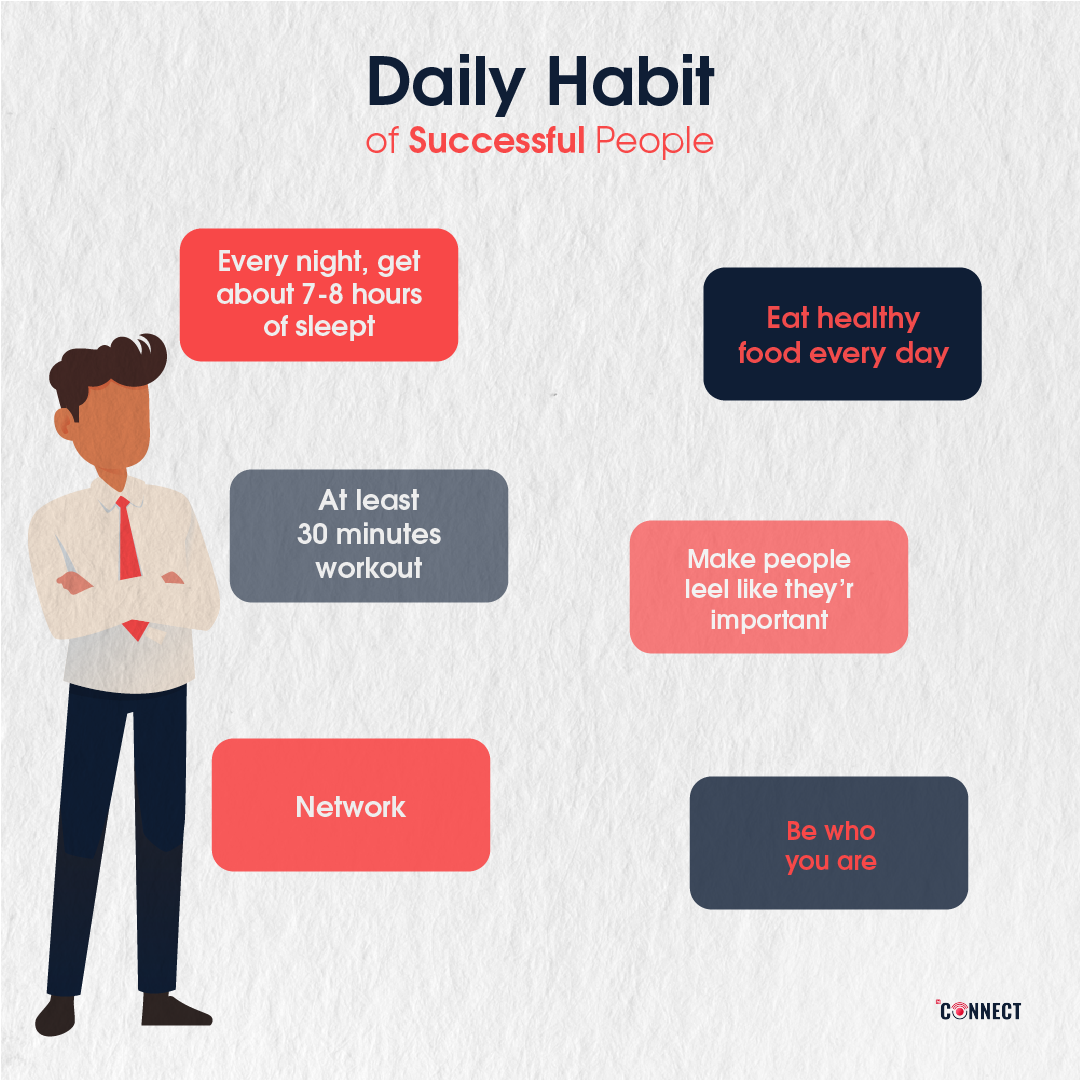 Daily Habit
of Successful People
Every night, get
about 7-8 hours
of sleept
Eat healthy
food every day
At least
30 minutes
workout
Make people
leel like they'r
important
Network
Be who
you are
CONNECT